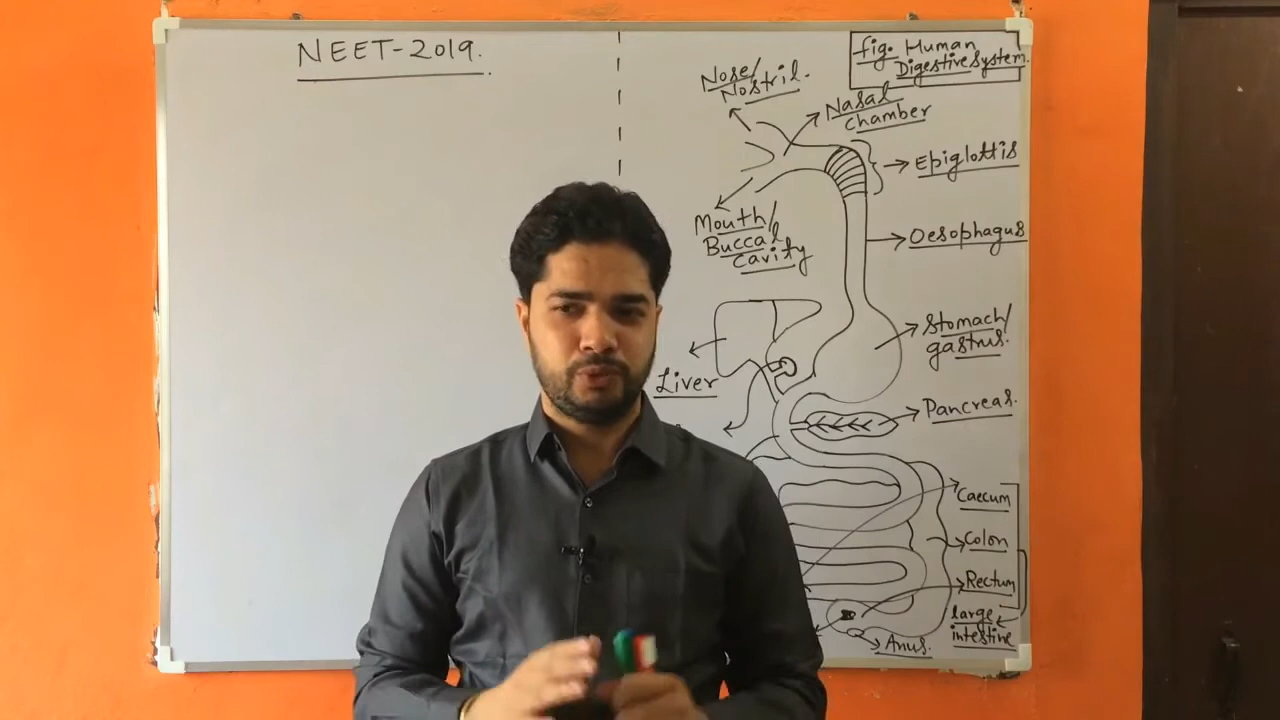 NEET-2019.
fig. Human
Digestive System.
Nose/
Nostril.
Nasal
chamber
Epiglottis
Mouth/
Buccal
Cavity
Oesophagus
Stomach/
gastrus.
Liver
Pancreas.
Caecum
Colon
Rectum
large
intestine
Anus.